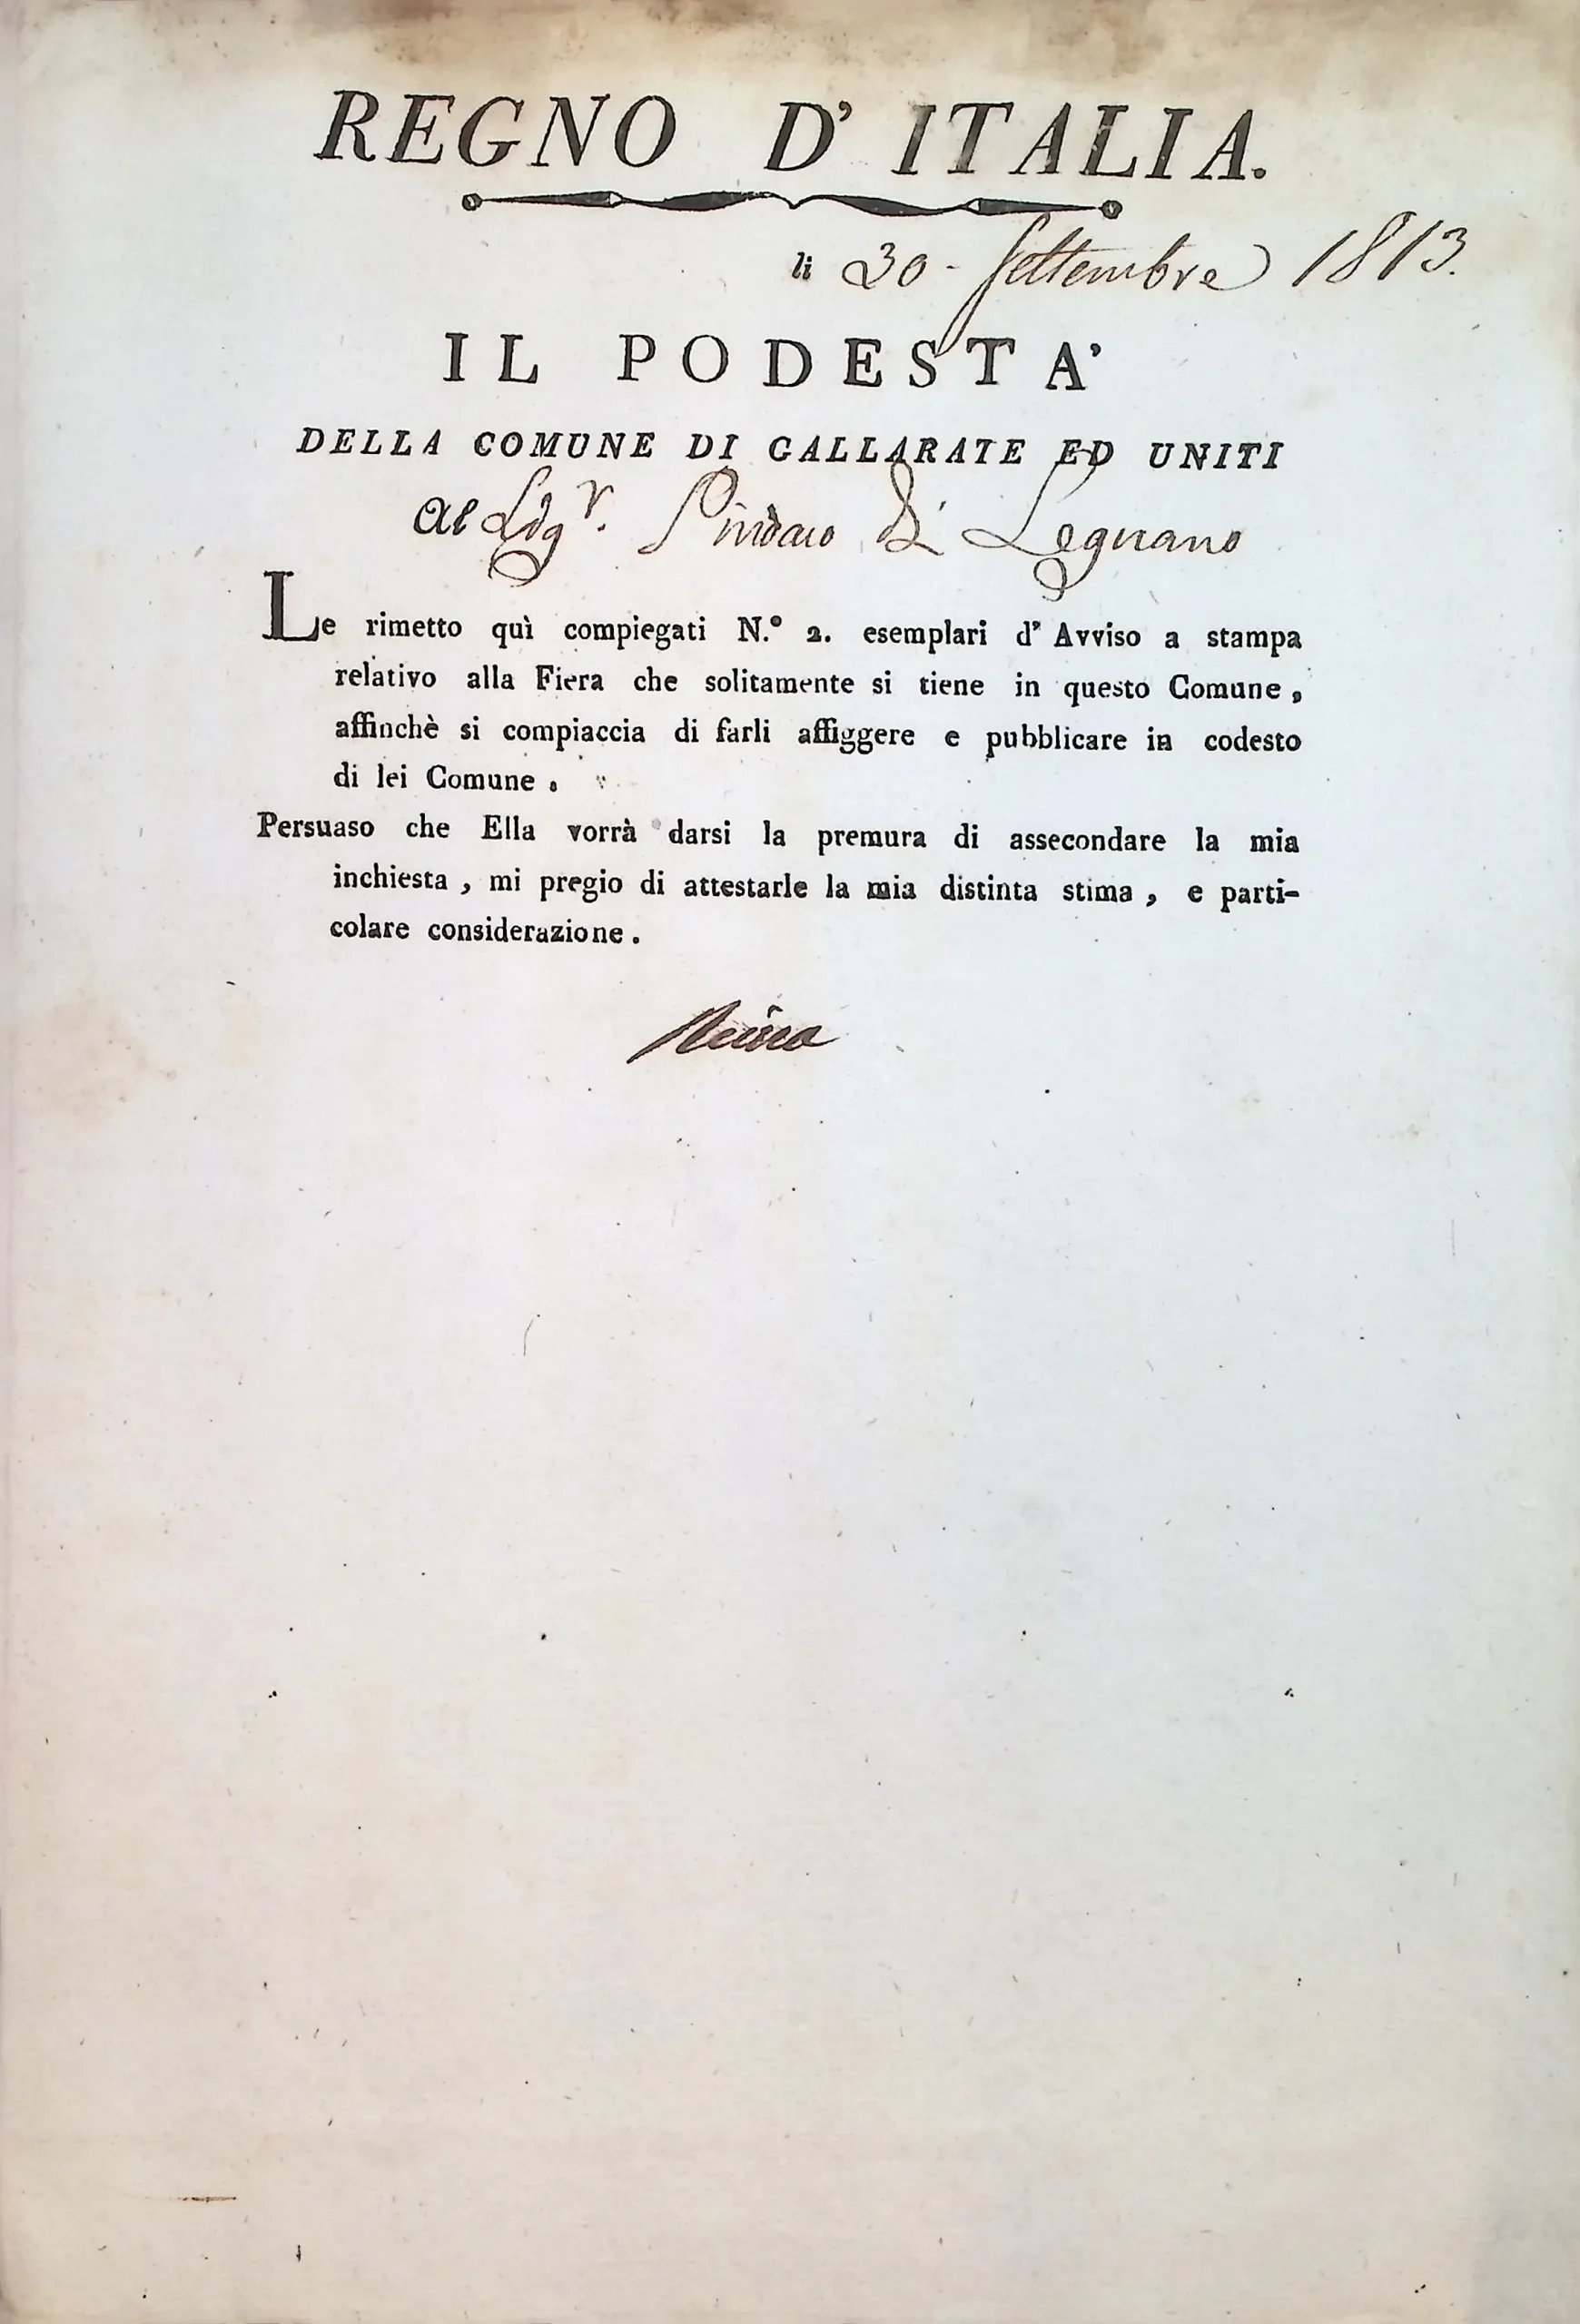 REGNO D' ITALIA.
li 30 - Settembre 1813.
IL PODESTA'
DELLA COMUNE DI GALLARATE ED UNITI
Al Sigr. Sindaco di Legnano
Le rimetto quì compiegati N.° 2. esemplari d' Avviso a stampa
relativo alla Fiera che solitamente si tiene in questo Comune,
affinchè si compiaccia di farli affiggere e pubblicare in codesto
di lei Comune.
Persuaso che Ella vorrà darsi la premura di assecondare la mia
inchiesta, mi pregio di attestarle la mia distinta stima, e parti-
colare considerazione.